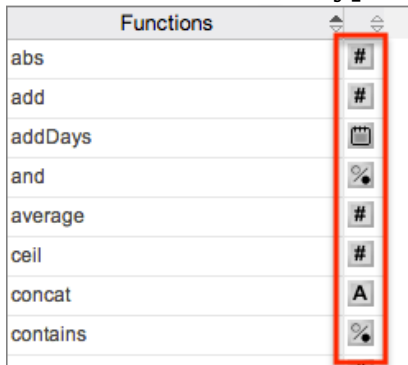 Functions
abs #
add #
addDays
and
average #
ceil #
concat A
contains